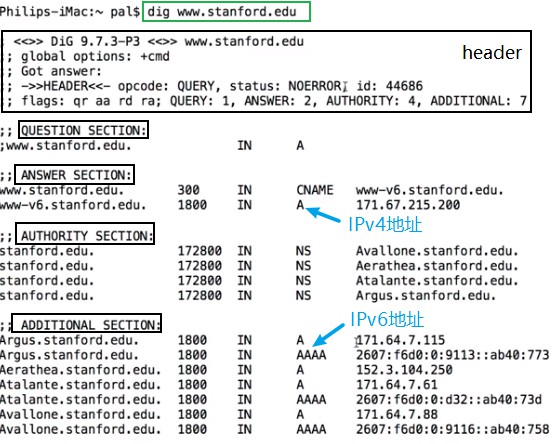 Philips-iMac:~ pal$ dig www.stanford.edu
; <<>> DiG 9.7.3-P3 <<>> www.stanford.edu
header
;; global options: +cmd
;; Got answer:
;; ->>HEADER<<- opcode: QUERY, status: NOERROR, id: 44686
;; flags: qr aa rd ra; QUERY: 1, ANSWER: 2, AUTHORITY: 4, ADDITIONAL: 7
;; QUESTION SECTION:
;www.stanford.edu. IN A
;; ANSWER SECTION:
www.stanford.edu. 300 IN CNAME www-v6.stanford.edu.
www-v6.stanford.edu. 1800 IN A 171.67.215.200
IPv4地址
;; AUTHORITY SECTION:
stanford.edu. 172800 IN NS Avallone.stanford.edu.
stanford.edu. 172800 IN NS Aerathea.stanford.edu.
stanford.edu. 172800 IN NS Atalante.stanford.edu.
stanford.edu. 172800 IN NS Argus.stanford.edu.
IPv6地址
;; ADDITIONAL SECTION:
Argus.stanford.edu. 1800 IN A 171.64.7.115
Argus.stanford.edu. 1800 IN AAAA 2607:f6d0:0:9113::ab40:773
Aerathea.stanford.edu. 1800 IN A 152.3.104.250
Atalante.stanford.edu. 1800 IN A 171.64.7.61
Atalante.stanford.edu. 1800 IN AAAA 2607:f6d0:0:d32::ab40:73d
Avallone.stanford.edu. 1800 IN A 171.64.7.88
Avallone.stanford.edu. 1800 IN AAAA 2607:f6d0:0:9116::ab40:758